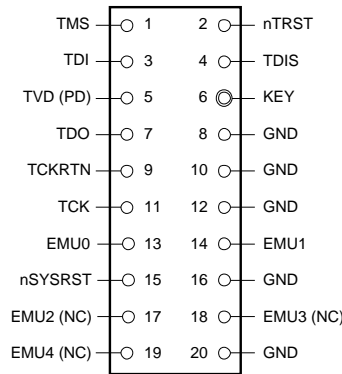 TMS 1 2 nTRST
TDI 3 4 TDIS
TVD (PD) 5 6 KEY
TDO 7 8 GND
TCKRTN 9 10 GND
TCK 11 12 GND
EMU0 13 14 EMU1
nSYSRST 15 16 GND
EMU2 (NC) 17 18 EMU3 (NC)
EMU4 (NC) 19 20 GND